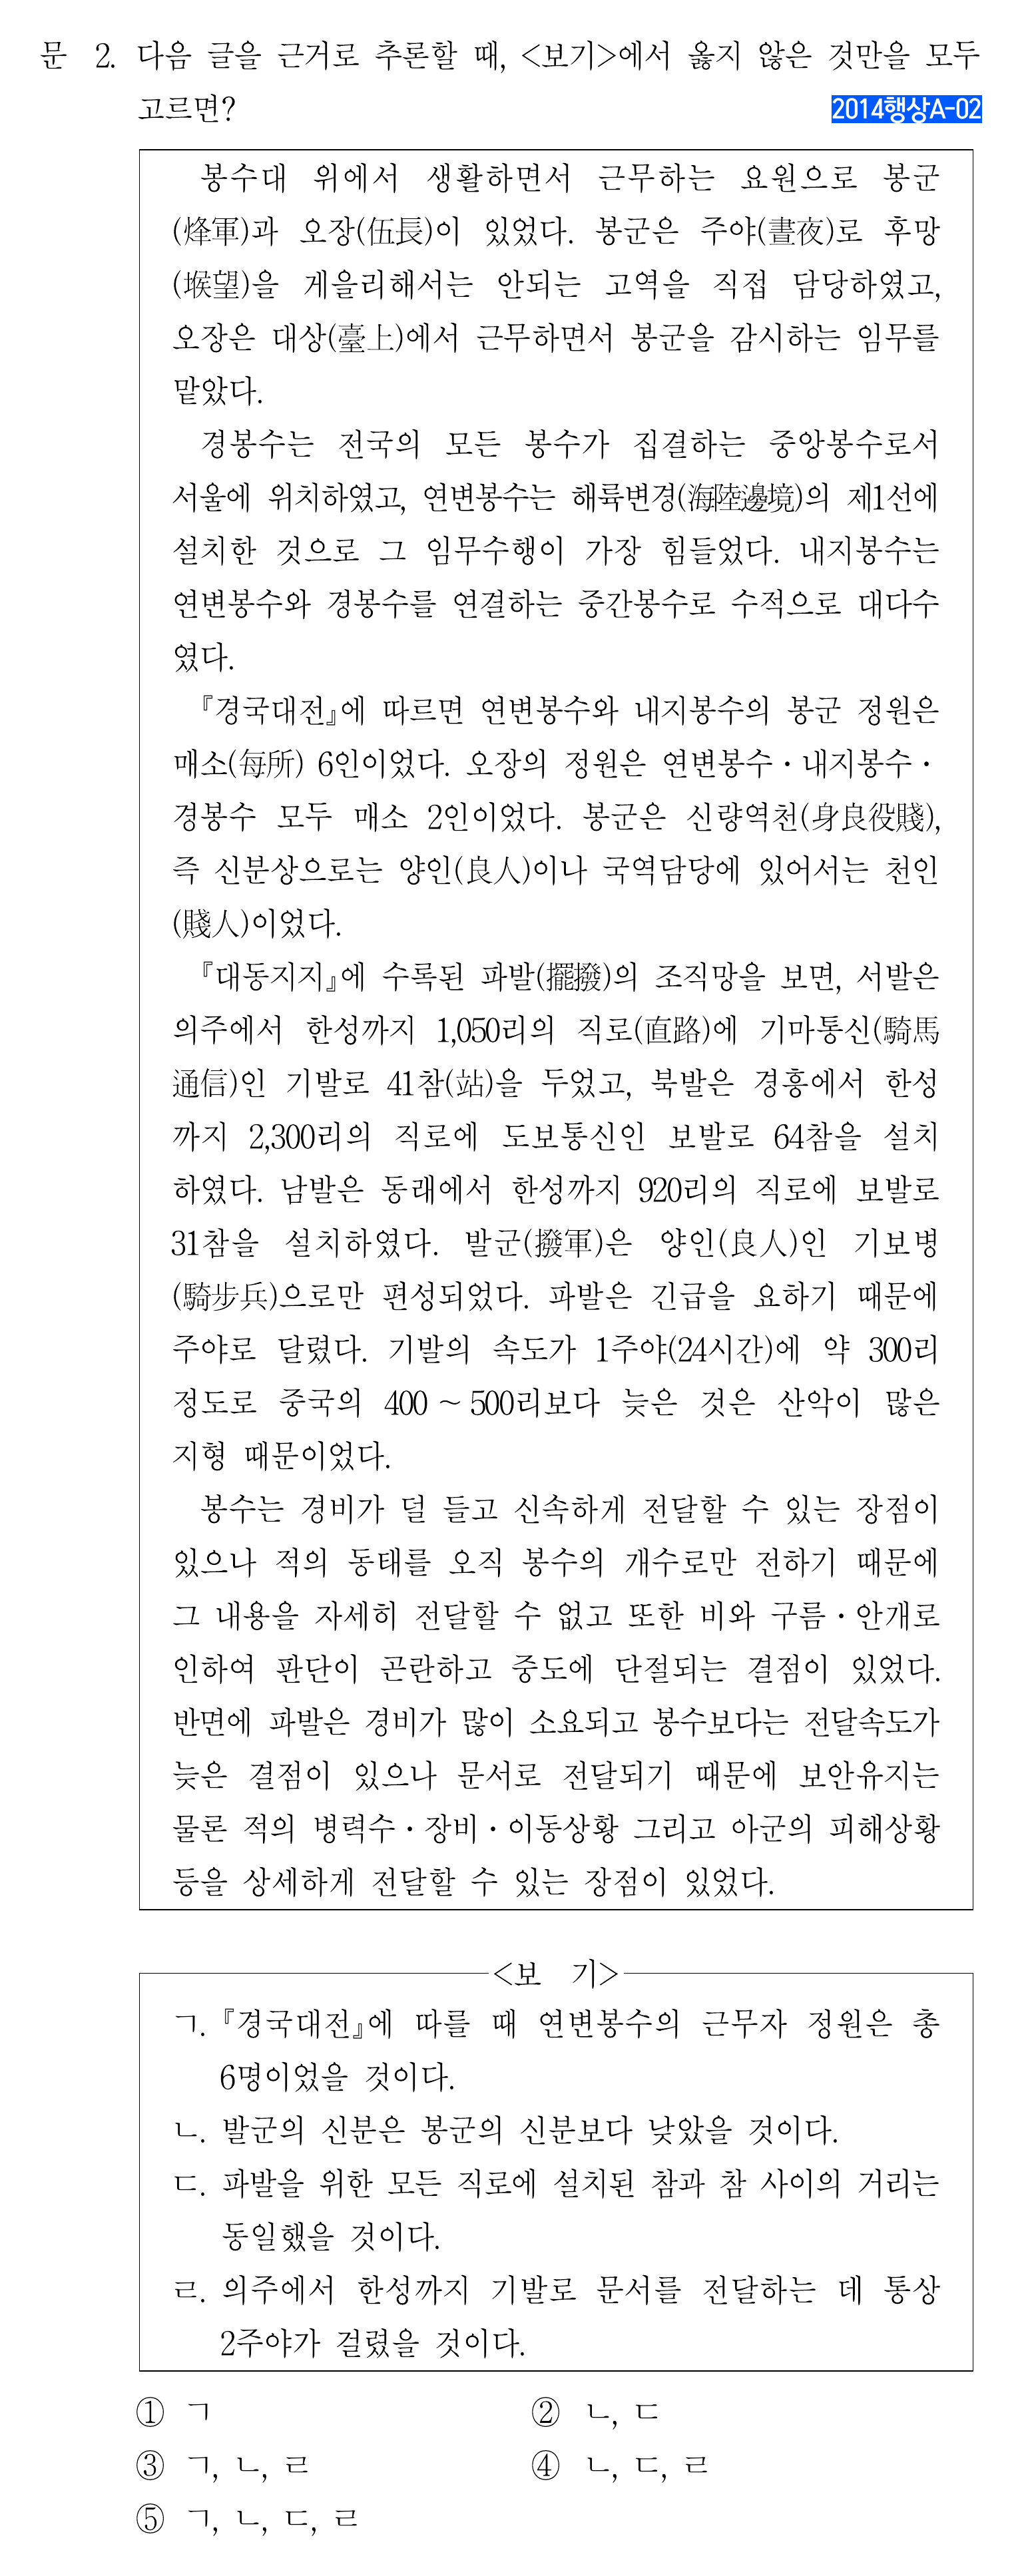 문 2. 다음 글을 근거로 추론할 때, <보기>에서 옳지 않은 것만을 모두
고르면?
2014행상A-02
봉수대 위에서 생활하면서 근무하는 요원으로 봉군
(烽軍)과 오장(伍長)이 있었다. 봉군은 주야(晝夜)로 후망
(堠望)을 게을리해서는 안되는 고역을 직접 담당하였고,
오장은 대상(臺上)에서 근무하면서 봉군을 감시하는 임무를
맡았다.
경봉수는 전국의 모든 봉수가 집결하는 중앙봉수로서
서울에 위치하였고, 연변봉수는 해륙변경(海陸邊境)의 제1선에
설치한 것으로 그 임무수행이 가장 힘들었다. 내지봉수는
연변봉수와 경봉수를 연결하는 중간봉수로 수적으로 대다수
였다.
『경국대전』에 따르면 연변봉수와 내지봉수의 봉군 정원은
매소(每所) 6인이었다. 오장의 정원은 연변봉수·내지봉수·
경봉수 모두 매소 2인이었다. 봉군은 신량역천(身良役賤),
즉 신분상으로는 양인(良人)이나 국역담당에 있어서는 천인
(賤人)이었다.
『대동지지』에 수록된 파발(擺撥)의 조직망을 보면, 서발은
의주에서 한성까지 1,050리의 직로(直路)에 기마통신(騎馬
通信)인 기발로 41참(站)을 두었고, 북발은 경흥에서 한성
까지 2,300리의 직로에 도보통신인 보발로 64참을 설치
하였다. 남발은 동래에서 한성까지 920리의 직로에 보발로
31참을 설치하였다. 발군(撥軍)은 양인(良人)인 기보병
(騎步兵)으로만 편성되었다. 파발은 긴급을 요하기 때문에
주야로 달렸다. 기발의 속도가 1주야(24시간)에 약 300리
정도로 중국의 400 ~ 500리보다 늦은 것은 산악이 많은
지형 때문이었다.
봉수는 경비가 덜 들고 신속하게 전달할 수 있는 장점이
있으나 적의 동태를 오직 봉수의 개수로만 전하기 때문에
그 내용을 자세히 전달할 수 없고 또한 비와 구름·안개로
인하여 판단이 곤란하고 중도에 단절되는 결점이 있었다.
반면에 파발은 경비가 많이 소요되고 봉수보다는 전달속도가
늦은 결점이 있으나 문서로 전달되기 때문에 보안유지는
물론 적의 병력수·장비·이동상황 그리고 아군의 피해상황
등을 상세하게 전달할 수 있는 장점이 있었다.
<보 기>
ㄱ. 『경국대전』에 따를 때 연변봉수의 근무자 정원은 총
6명이었을 것이다.
ㄴ. 발군의 신분은 봉군의 신분보다 낮았을 것이다.
ㄷ. 파발을 위한 모든 직로에 설치된 참과 참 사이의 거리는
동일했을 것이다.
ㄹ. 의주에서 한성까지 기발로 문서를 전달하는 데 통상
2주야가 걸렸을 것이다.
① ㄱ ② ㄴ, ㄷ
③ ㄱ, ㄴ, ㄹ ④ ㄴ, ㄷ, ㄹ
⑤ ㄱ, ㄴ, ㄷ, ㄹ